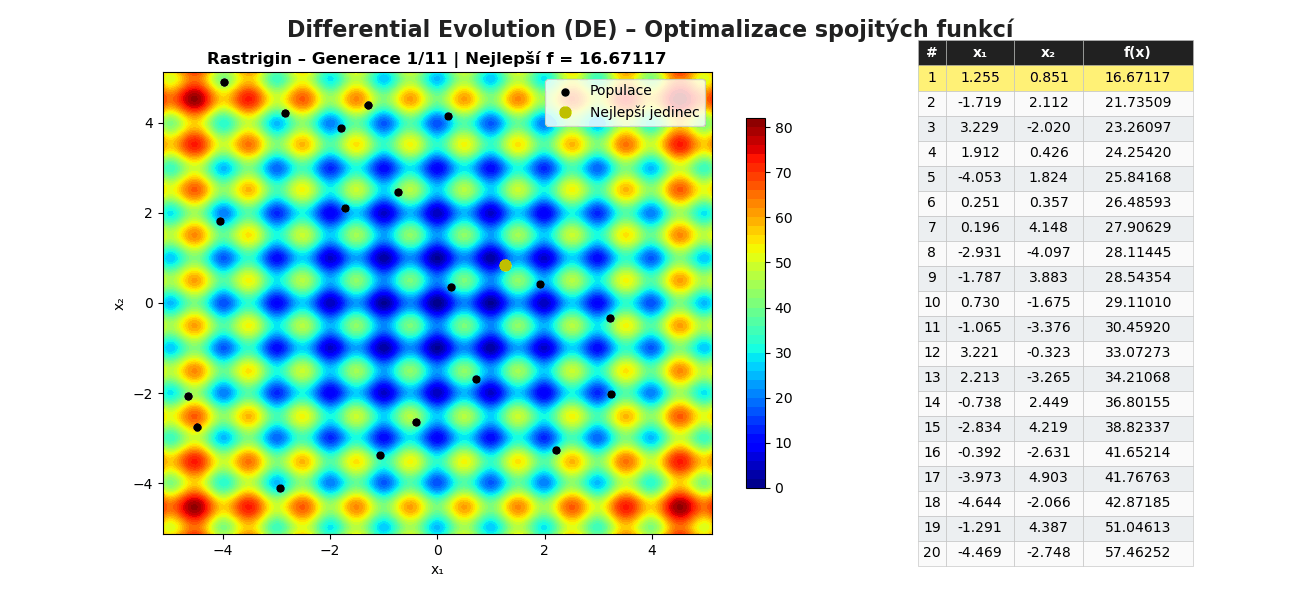 Differential Evolution (DE) – Optimalizace spojitých funkcí
Rastrigin – Generace 1/11 | Nejlepší f = 16.67117
Populace
Nejlepší jedinec
4
2
0
−2
−4
x₂
−4 −2 0 2 4
x₁
80
70
60
50
40
30
20
10
0
# x₁ x₂ f(x)
1 1.255 0.851 16.67117
2 -1.719 2.112 21.73509
3 3.229 -2.020 23.26097
4 1.912 0.426 24.25420
5 -4.053 1.824 25.84168
6 0.251 0.357 26.48593
7 0.196 4.148 27.90629
8 -2.931 -4.097 28.11445
9 -1.787 3.883 28.54354
10 0.730 -1.675 29.11010
11 -1.065 -3.376 30.45920
12 3.221 -0.323 33.07273
13 2.213 -3.265 34.21068
14 -0.738 2.449 36.80155
15 -2.834 4.219 38.82337
16 -0.392 -2.631 41.65214
17 -3.973 4.903 41.76763
18 -4.644 -2.066 42.87185
19 -1.291 4.387 51.04613
20 -4.469 -2.748 57.46252